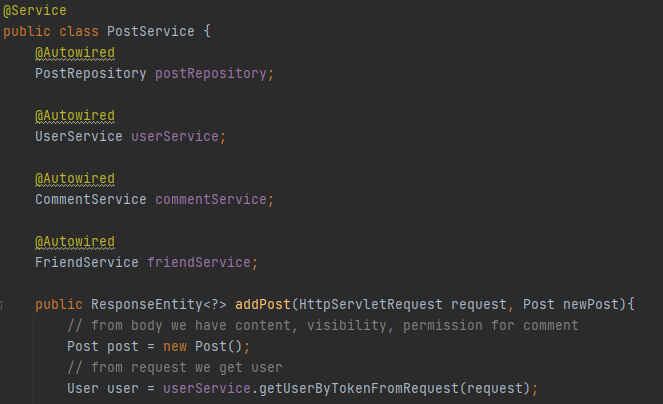 @Service
public class PostService {
    @Autowired
    PostRepository postRepository;

    @Autowired
    UserService userService;

    @Autowired
    CommentService commentService;

    @Autowired
    FriendService friendService;

    public ResponseEntity<?> addPost(HttpServletRequest request, Post newPost){
        // from body we have content, visibility, permission for comment
        Post post = new Post();
        // from request we get user
        User user = userService.getUserByTokenFromRequest(request);